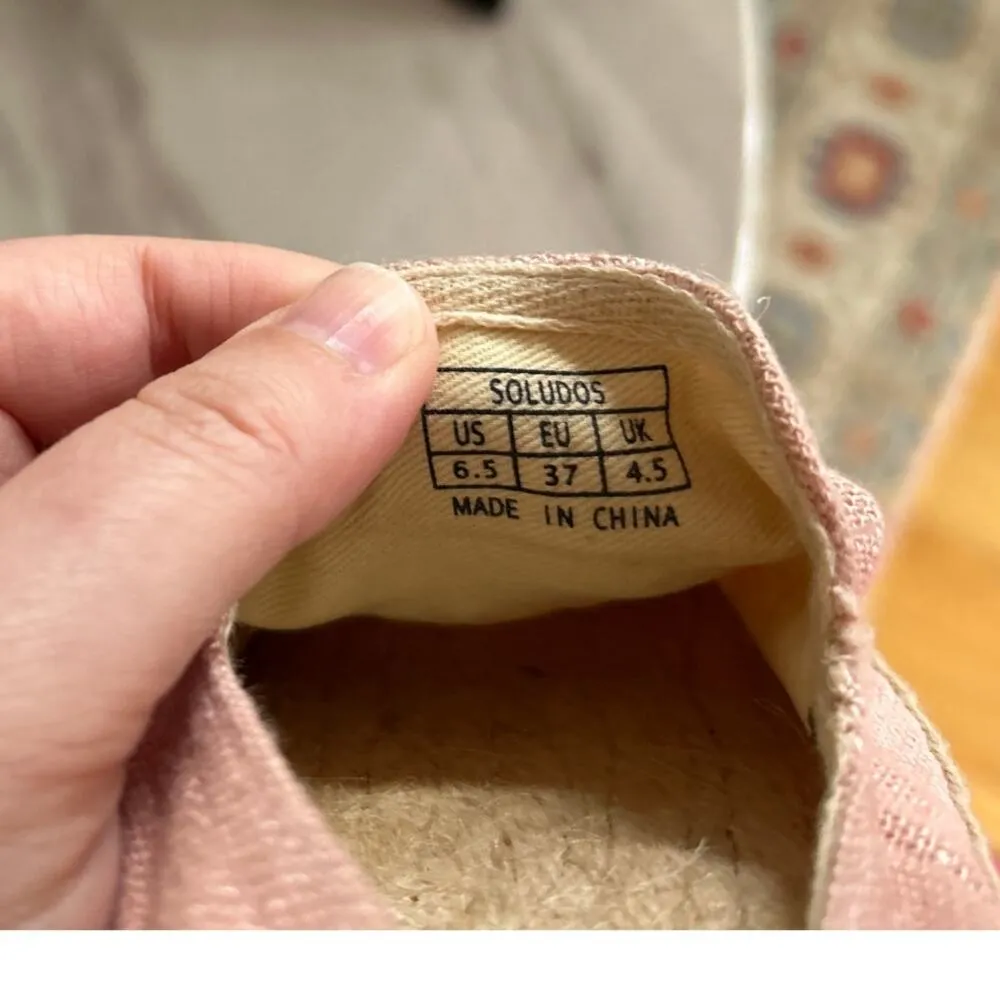 SOLUDOS
US EU UK
6.5 37 4.5
MADE IN CHINA